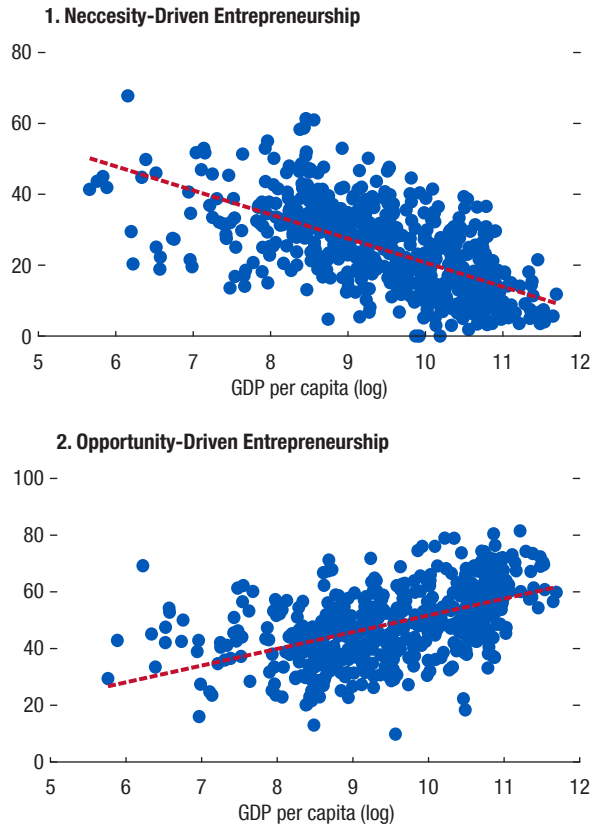 1. Neccesity-Driven Entrepreneurship
80
60
40
20
0
5 6 7 8 9 10 11 12
GDP per capita (log)
2. Opportunity-Driven Entrepreneurship
100
80
60
40
20
0
5 6 7 8 9 10 11 12
GDP per capita (log)